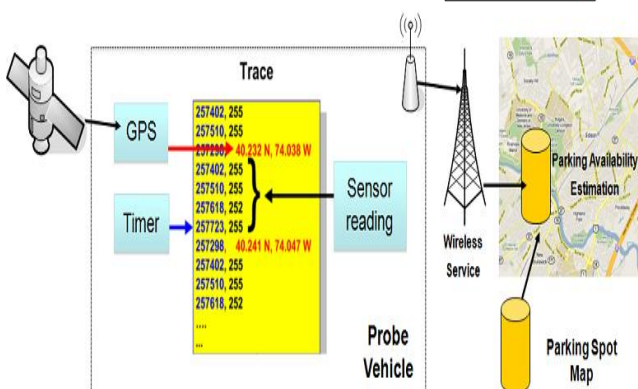 Trace
GPS
Timer
257402, 255
257510, 255
257298, 40.232 N, 74.038 W
257402, 255
257510, 255
257618, 252
257723, 255
257298, 40.241 N, 74.047 W
257402, 255
257510, 255
257618, 252
....
...
Sensor
reading
Probe
Vehicle
Wireless
Service
Parking Availability
Estimation
Parking Spot
Map